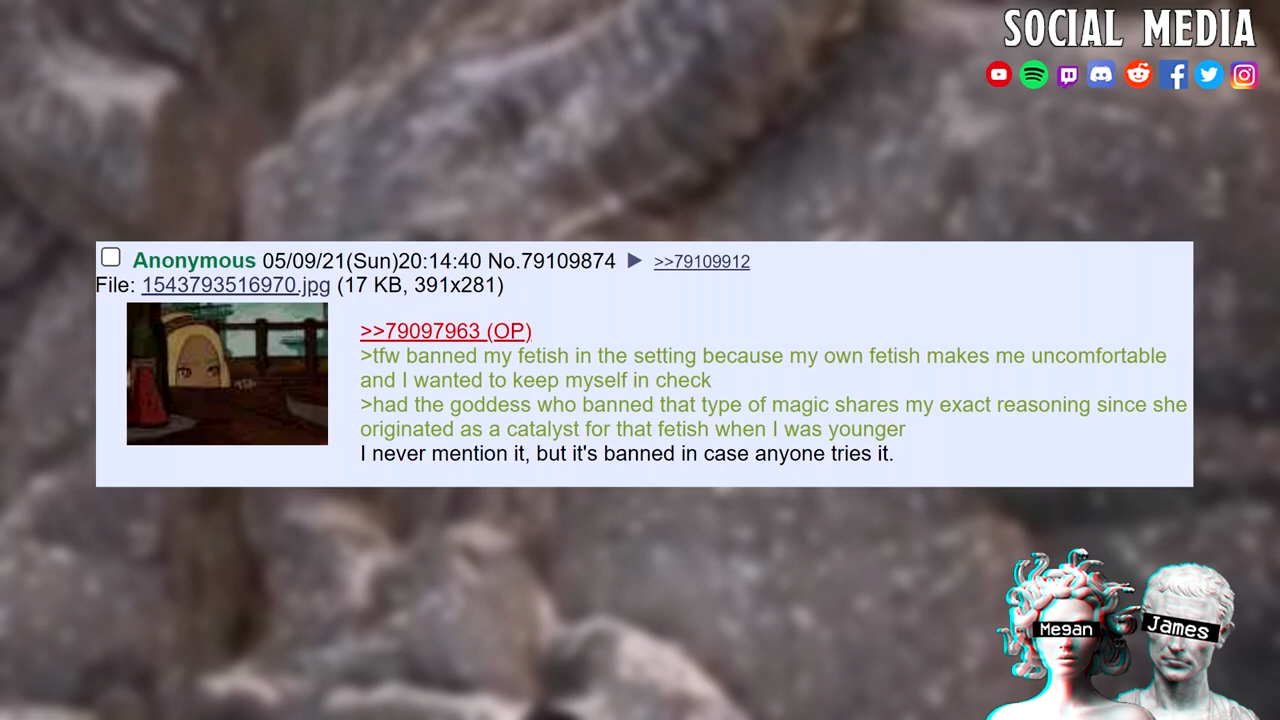 SOCIAL MEDIA
Anonymous 05/09/21(Sun)20:14:40 No.79109874 ▶ >>79109912
File: 1543793516970.jpg (17 KB, 391x281)
>>79097963 (OP)
>tfw banned my fetish in the setting because my own fetish makes me uncomfortable
and I wanted to keep myself in check
>had the goddess who banned that type of magic shares my exact reasoning since she
originated as a catalyst for that fetish when I was younger
I never mention it, but it's banned in case anyone tries it.
Megan
James